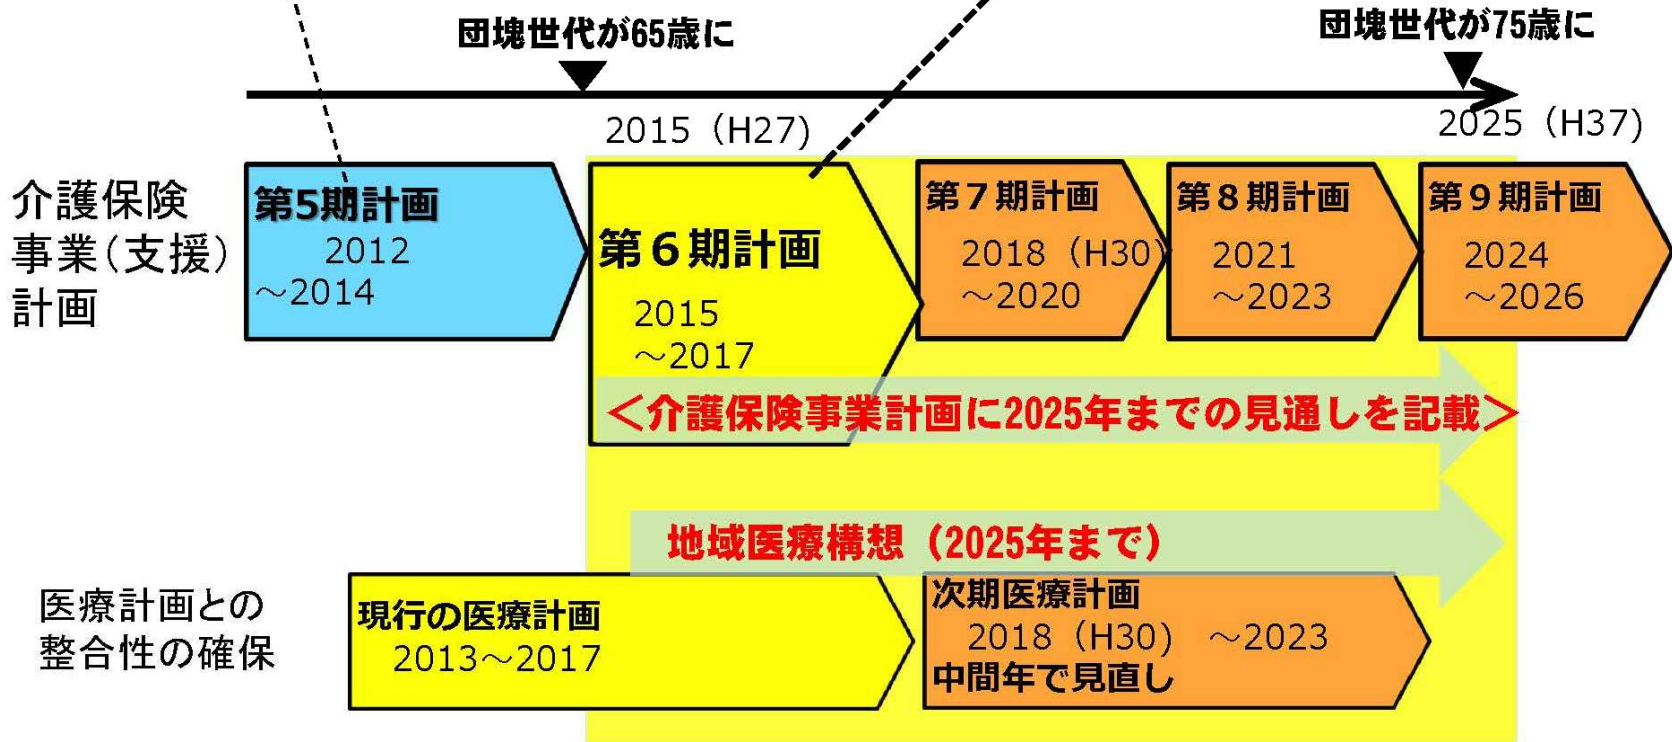 団塊世代が65歳に
団塊世代が75歳に
2015（H27)
2025（H37)
介護保険
事業(支援)
計画
第5期計画
2012
～2014
第６期計画
2015
～2017
第７期計画
2018（H30)
～2020
第８期計画
2021
～2023
第９期計画
2024
～2026
＜介護保険事業計画に2025年までの見通しを記載＞
地域医療構想（2025年まで）
医療計画との
整合性の確保
現行の医療計画
2013～2017
次期医療計画
2018（H30)　～2023
中間年で見直し